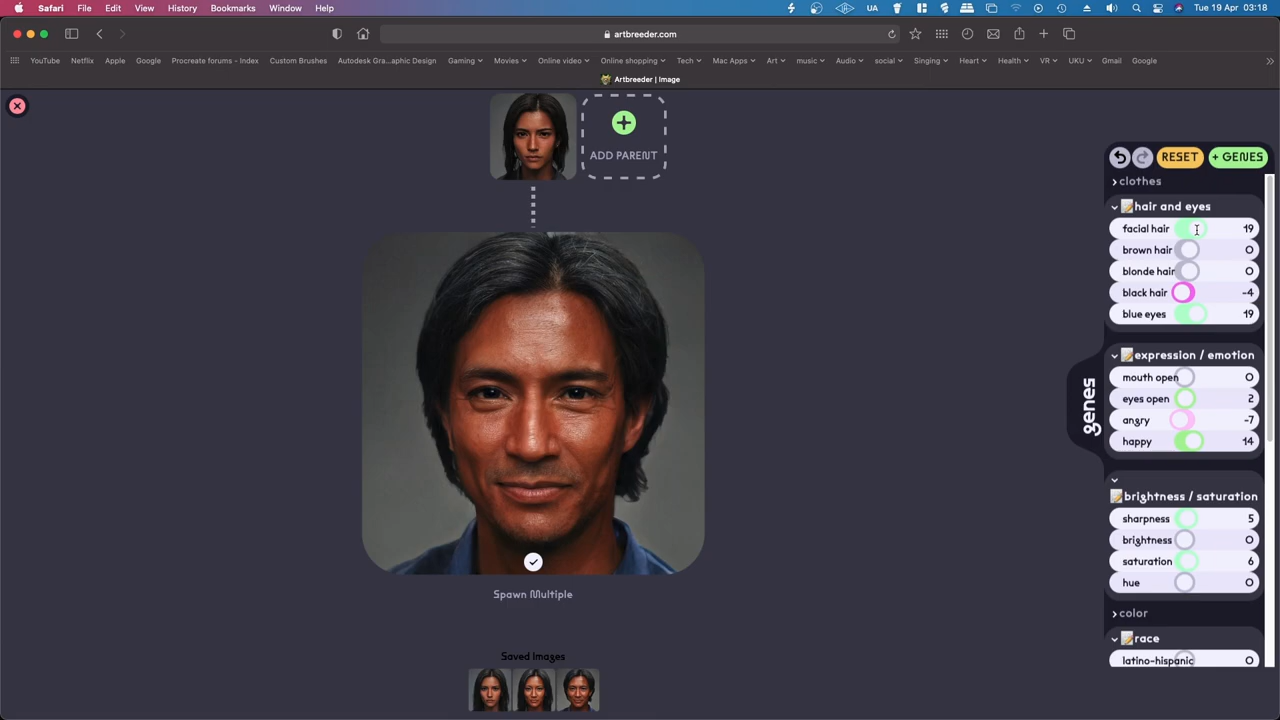 Safari File Edit View History Bookmarks Window Help UA Tue 19 Apr 03:18
artbreeder.com
YouTube Netflix Apple Google Procreate forums - Index Custom Brushes Autodesk Gra...aphic Design Gaming Movies Online video Online shopping Tech Mac Apps Art music Audio social Singing Heart Health VR UKU Gmail Google
Artbreeder | Image
ADD PARENT
RESET + GENES
clothes
hair and eyes
facial hair 19
brown hair 0
blonde hair 0
black hair -4
blue eyes 19
expression / emotion
mouth open 0
eyes open 2
angry -7
happy 14
genes
brightness / saturation
sharpness 5
brightness 0
saturation 6
hue 0
color
race
latino-hispanic 0
Spawn Multiple
Saved Images